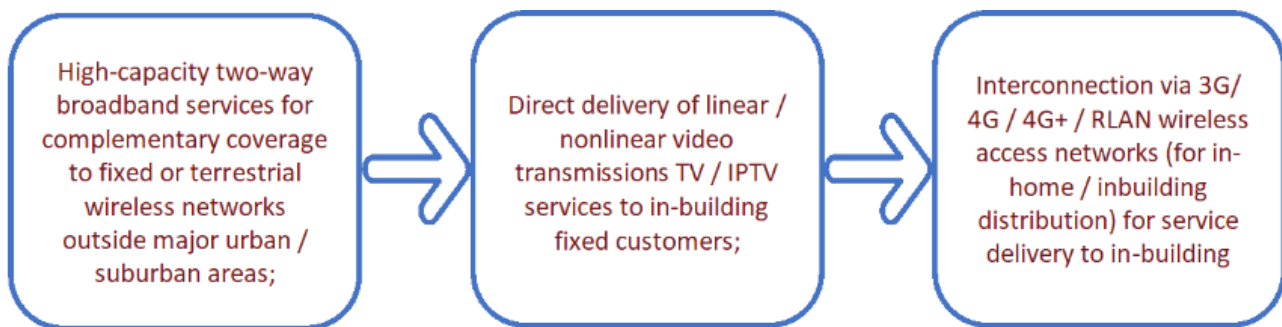 High-capacity two-way
broadband services for
complementary coverage
to fixed or terrestrial
wireless networks
outside major urban /
suburban areas;
Direct delivery of linear /
nonlinear video
transmissions TV / IPTV
services to in-building
fixed customers;
Interconnection via 3G/
4G / 4G+ / RLAN wireless
access networks (for in-
home / inbuilding
distribution) for service
delivery to in-building